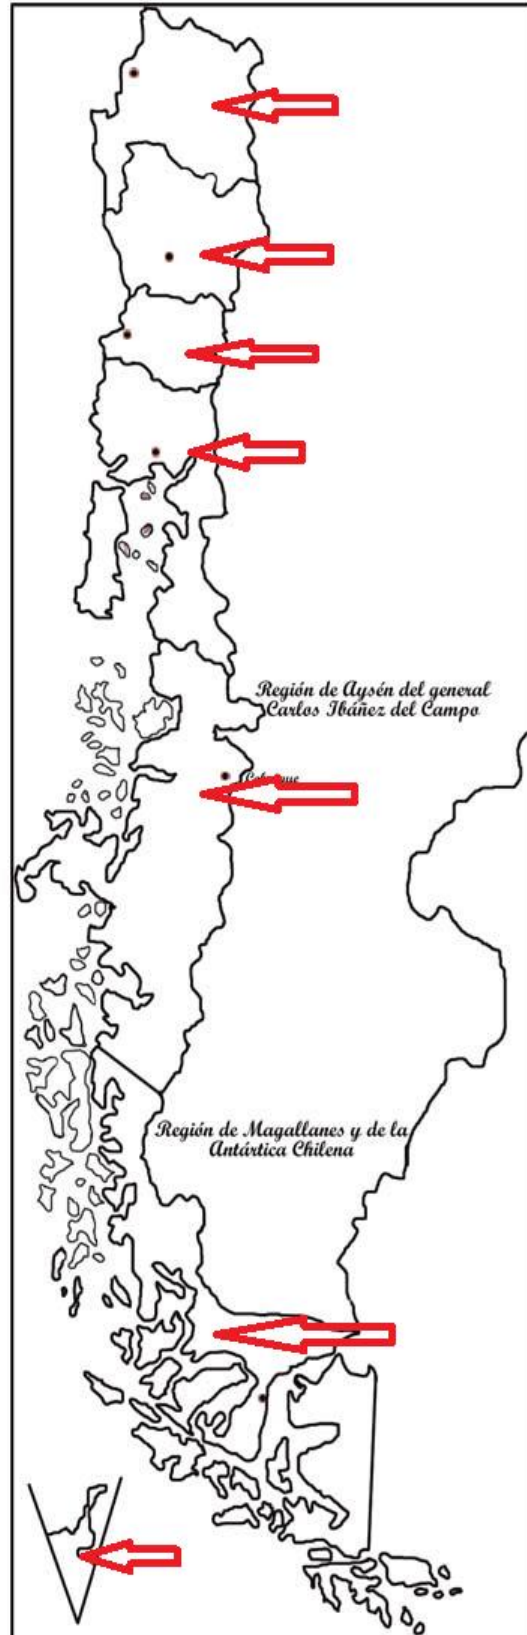 Región de Aysén del general
Carlos Ibáñez del Campo
Región de Magallanes y de la
Antártica Chilena